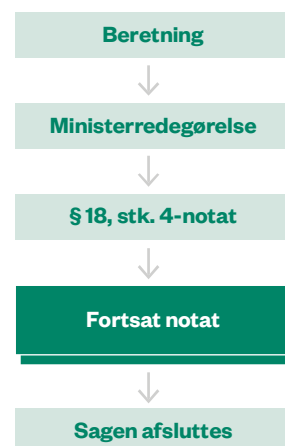 Beretning
Ministerredegørelse
§ 18, stk. 4-notat
Fortsat notat
Sagen afsluttes